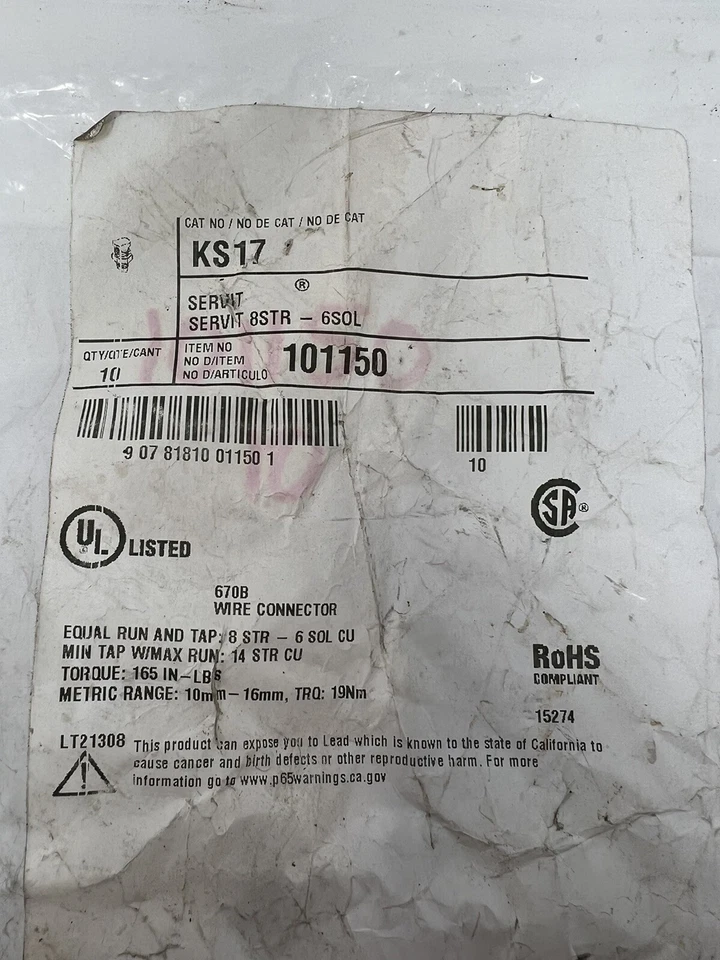 CAT NO / NO DE CAT / NO DE CAT
KS17
SERVIT ®
SERVIT 8STR – 6SOL
QTY/QTE/CANT
10
ITEM NO
NO D/ITEM
NO D/ARTICULO
101150
9 07 81810 01150 1
10
UL ® LISTED
SA ®
670B
WIRE CONNECTOR
EQUAL RUN AND TAP: 8 STR – 6 SOL CU
MIN TAP W/MAX RUN: 14 STR CU
TORQUE: 165 IN–LBS
METRIC RANGE: 10mm–16mm, TRQ: 19Nm
RoHS
COMPLIANT
15274
LT21308
This product can expose you to Lead which is known to the state of California to
cause cancer and birth defects or other reproductive harm. For more
information go to www.p65warnings.ca.gov